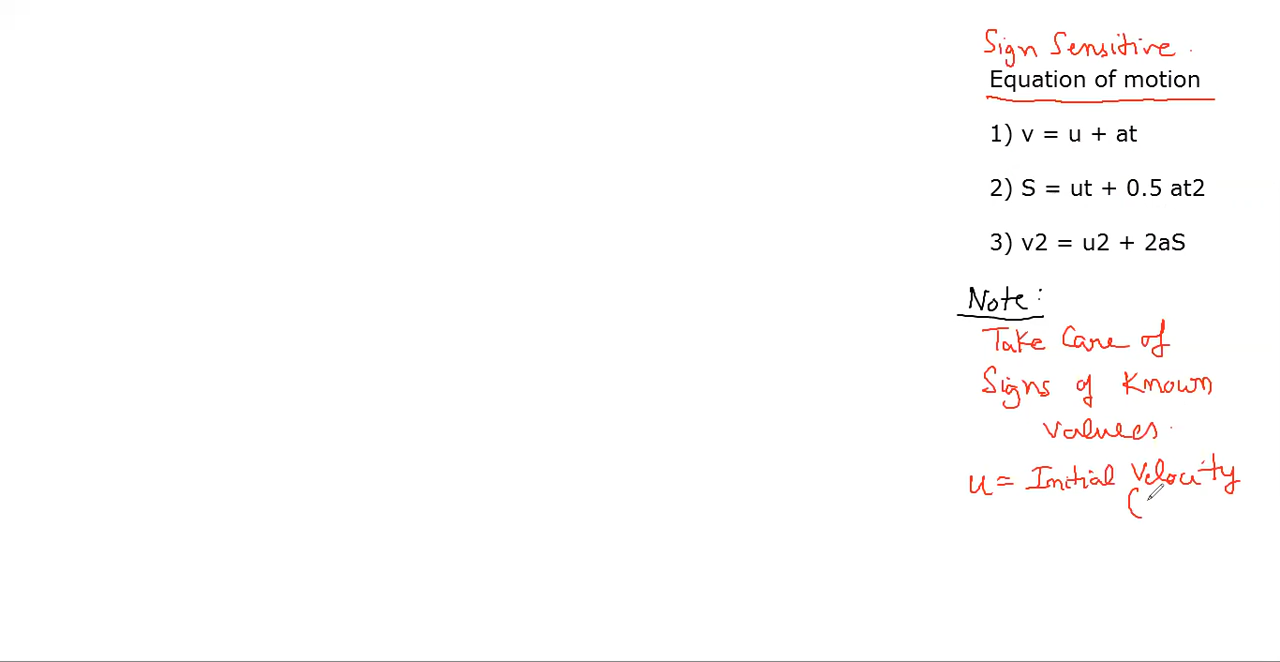 Sign Sensitive.
Equation of motion
1) v = u + at
2) S = ut + 0.5 at2
3) v2 = u2 + 2aS
Note:
Take Care of
Signs of Known
Values.
u = Initial Velocity
(